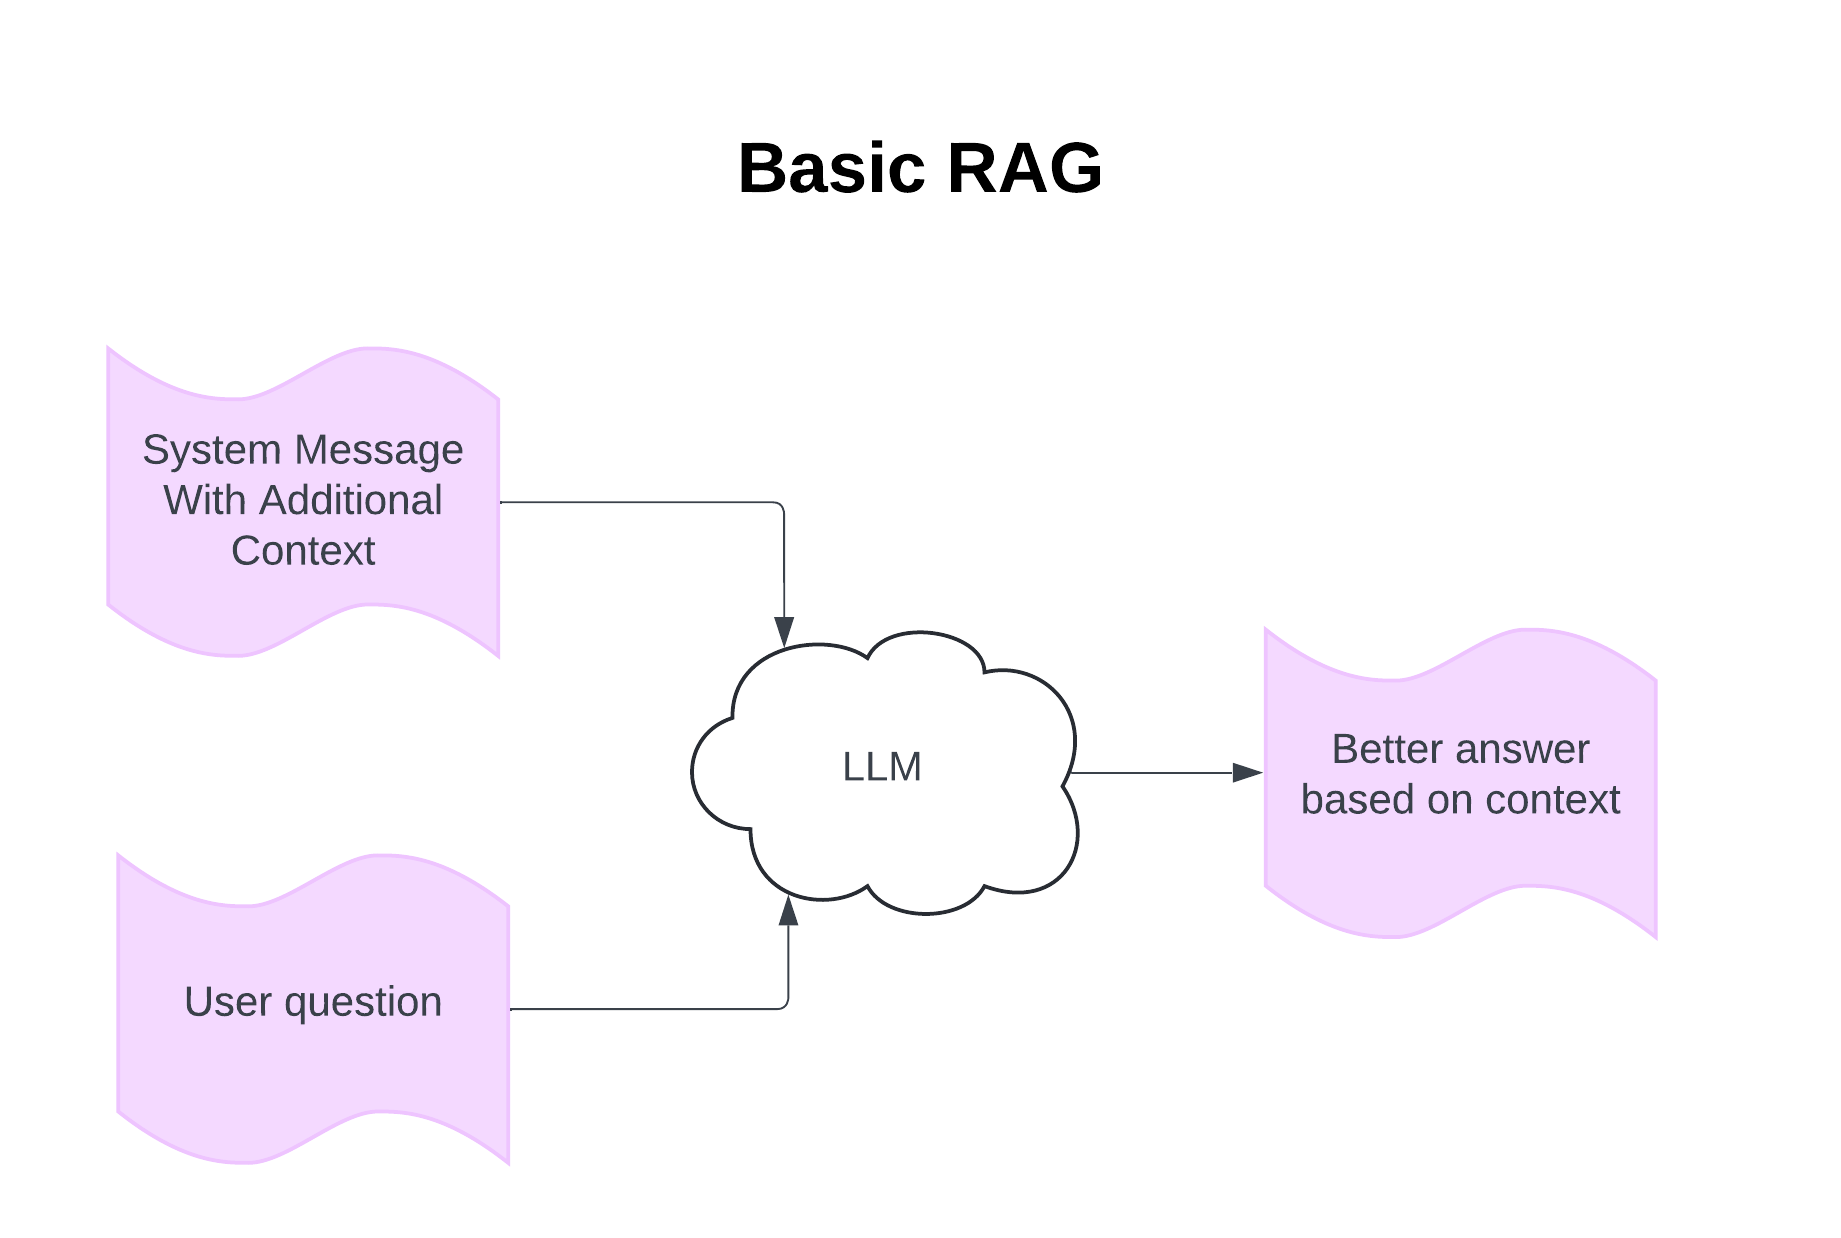 Basic RAG
System Message
With Additional
Context
LLM
Better answer
based on context
User question